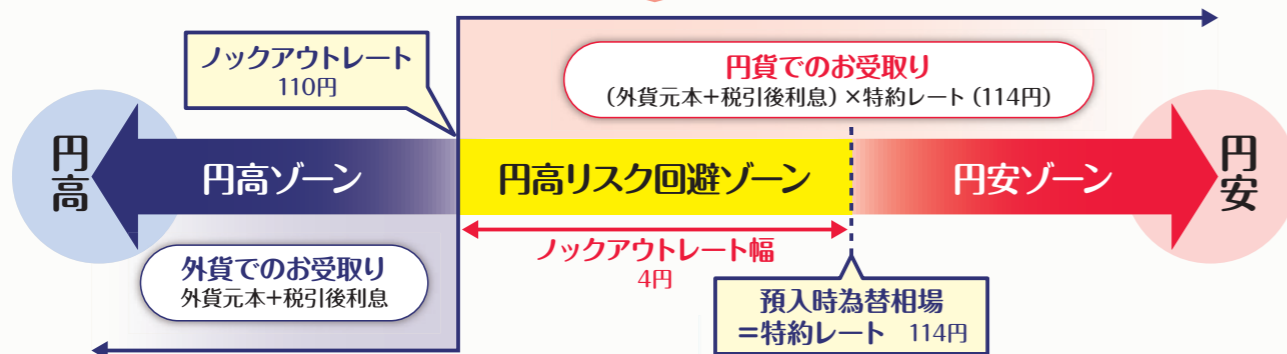 ノックアウトレート
110円
円貨でのお受取り
(外貨元本+税引後利息)×特約レート(114円)
円高
円高ゾーン
円高リスク回避ゾーン
円安ゾーン
円安
ノックアウトレート幅
4円
外貨でのお受取り
外貨元本+税引後利息
預入時為替相場
=特約レート 114円